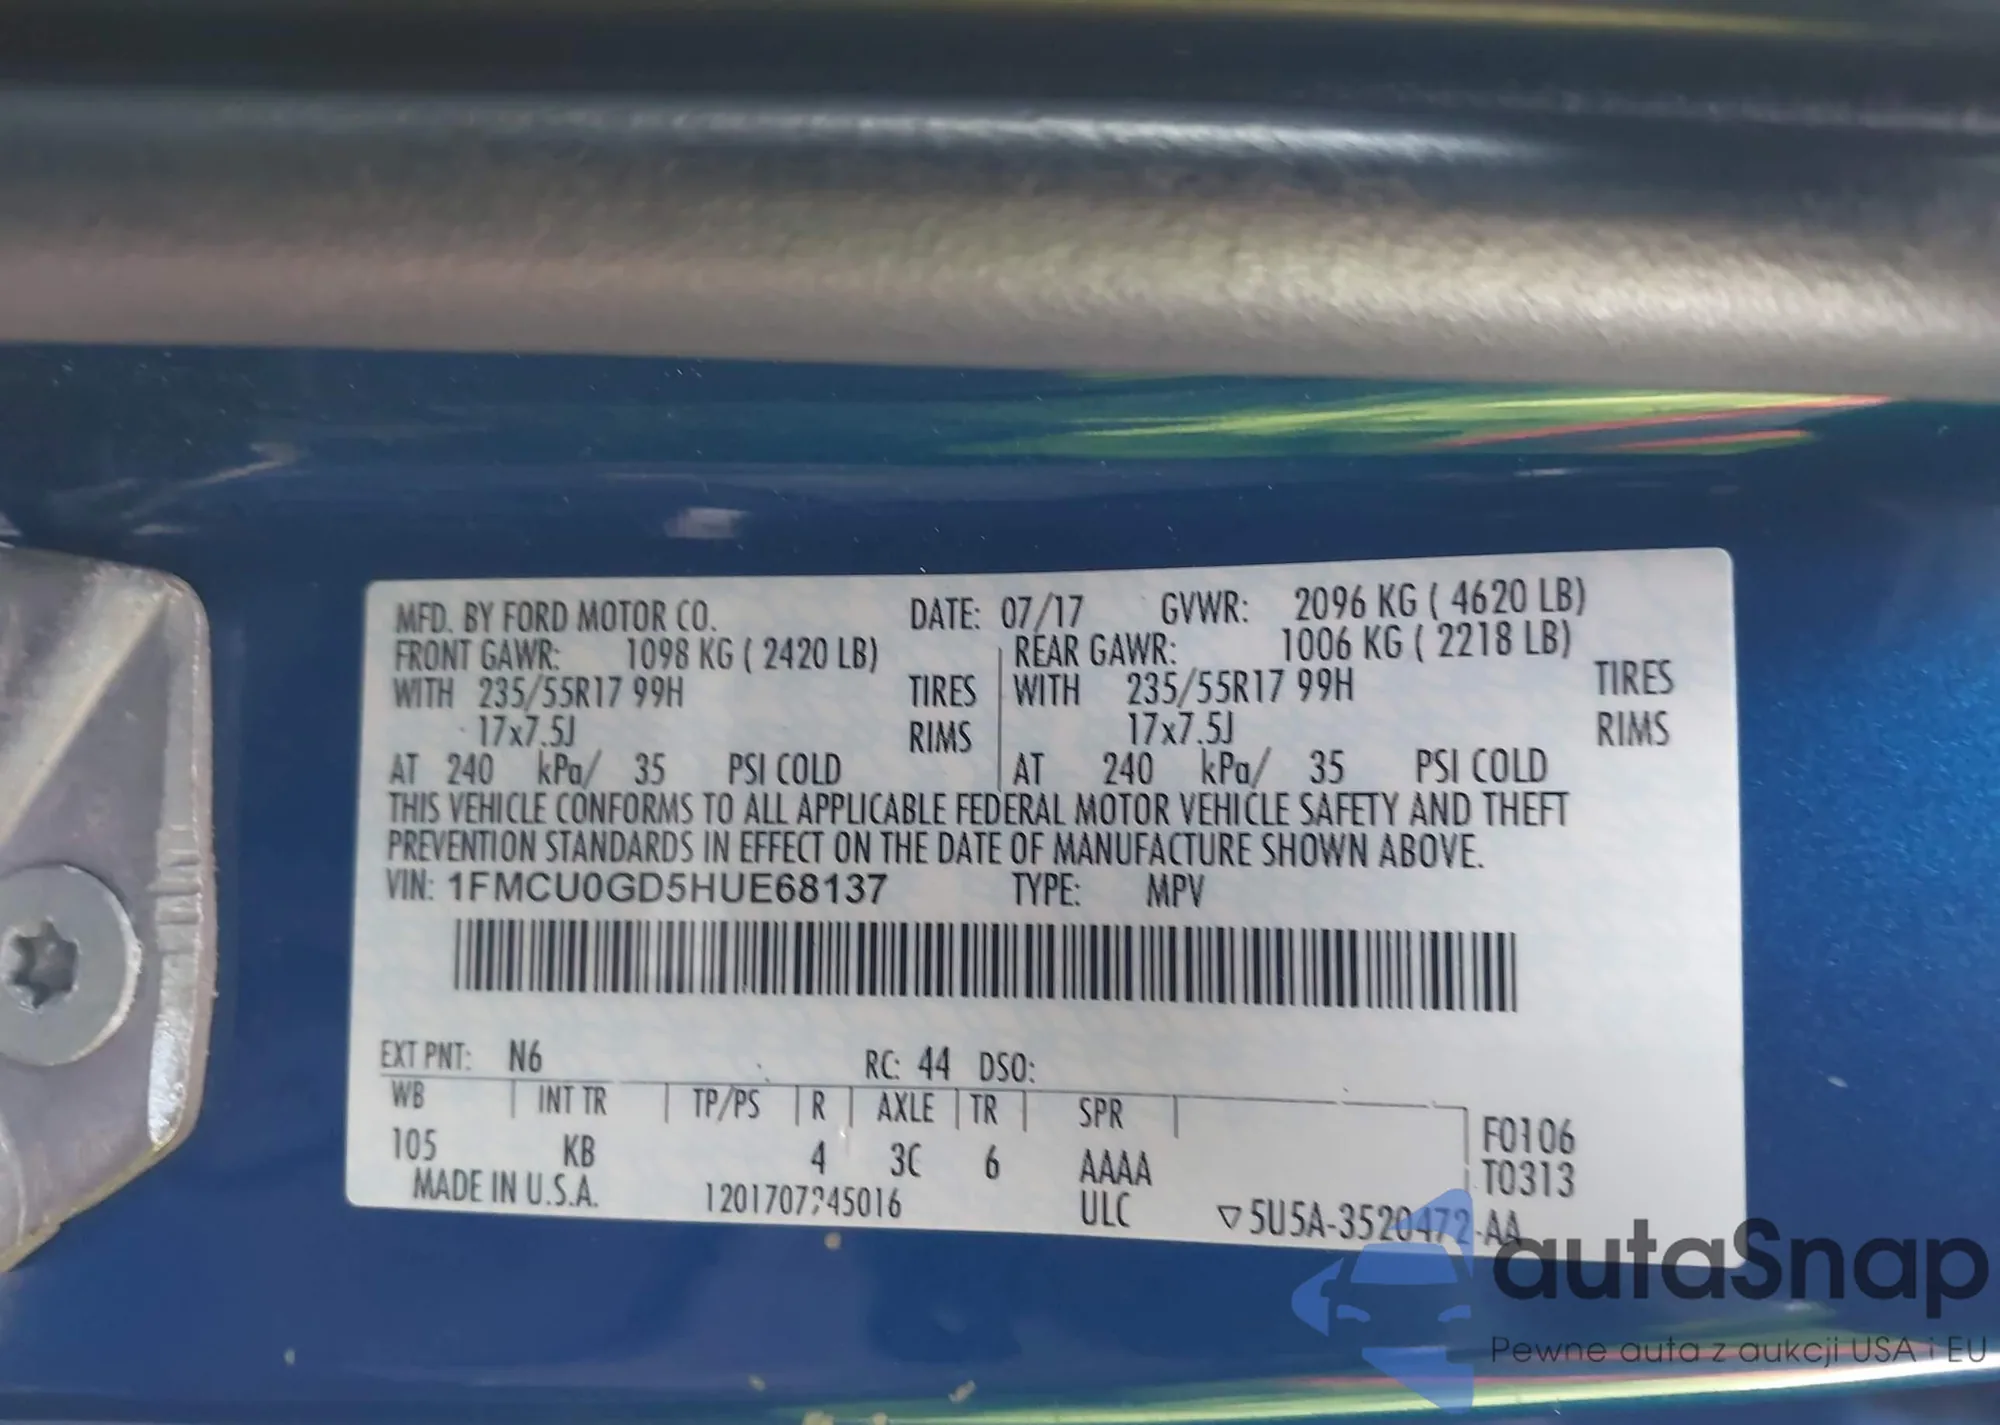 MFD. BY FORD MOTOR CO. DATE: 07/17 GVWR: 2096 KG ( 4620 LB)
FRONT GAWR: 1098 KG ( 2420 LB) REAR GAWR: 1006 KG ( 2218 LB)
WITH 235/55R17 99H TIRES WITH 235/55R17 99H TIRES
17x7.5J RIMS 17x7.5J RIMS
AT 240 kPa/ 35 PSI COLD AT 240 kPa/ 35 PSI COLD
THIS VEHICLE CONFORMS TO ALL APPLICABLE FEDERAL MOTOR VEHICLE SAFETY AND THEFT
PREVENTION STANDARDS IN EFFECT ON THE DATE OF MANUFACTURE SHOWN ABOVE.
VIN: 1FMCU0GD5HUE68137 TYPE: MPV
EXT PNT: N6 RC: 44 DSO:
WB INT TR TP/PS R AXLE TR SPR
F0106
105 KB 4 3C 6 AAAA T0313
MADE IN U.S.A. ULC ▽5U5A-3520472-AA
autaSnap
Pewne auta z aukcji USA i EU